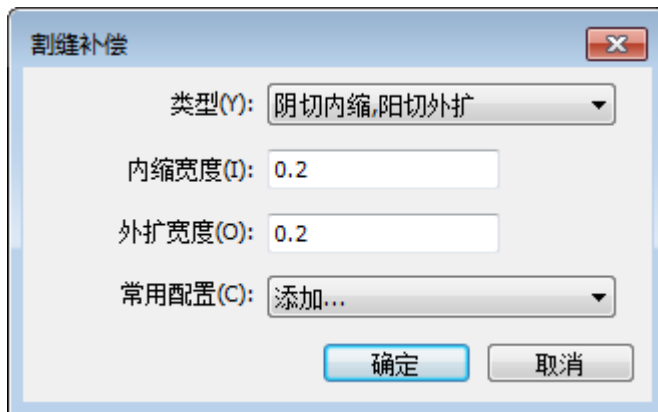 割缝补偿
类型(Y): 阴切内缩,阳切外扩
内缩宽度(I): 0.2
外扩宽度(O): 0.2
常用配置(C): 添加...
确定 取消